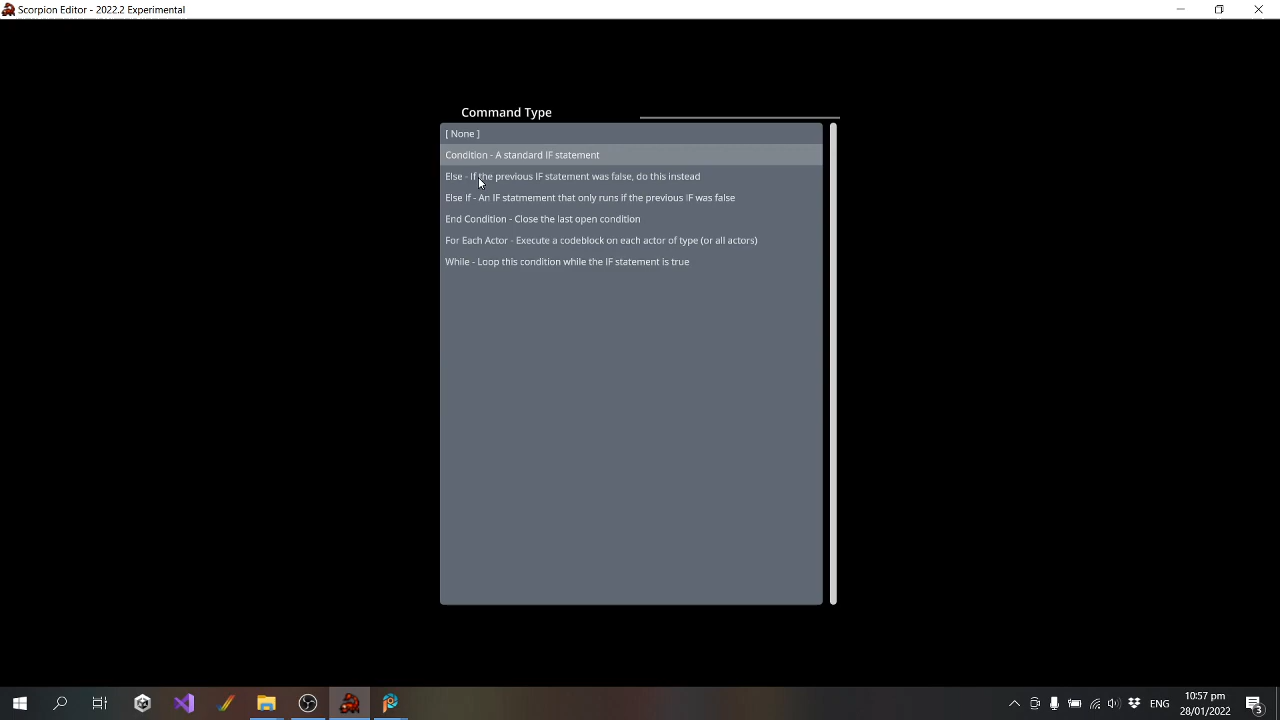 Scorpion Editor - 2022.2 Experimental
Command Type
[ None ]
Condition - A standard IF statement
Else - If the previous IF statement was false, do this instead
Else If - An IF statmement that only runs if the previous IF was false
End Condition - Close the last open condition
For Each Actor - Execute a codeblock on each actor of type (or all actors)
While - Loop this condition while the IF statement is true
ENG
10:57 pm
28/01/2022
3